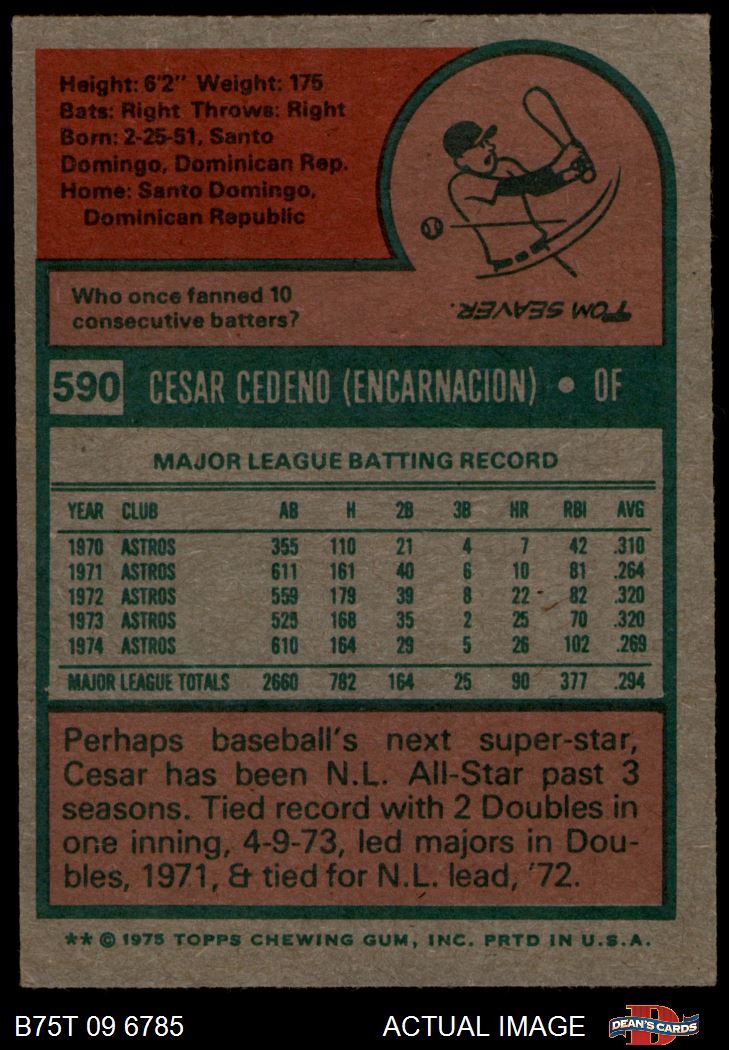 Height: 6'2" Weight: 175
Bats: Right Throws: Right
Born: 2-25-51, Santo
Domingo, Dominican Rep.
Home: Santo Domingo,
Dominican Republic
Who once fanned 10
consecutive batters?
TOM SEAVER.
590 CESAR CEDENO (ENCARNACION) • OF
MAJOR LEAGUE BATTING RECORD
YEAR CLUB AB H 2B 3B HR RBI AVG
1970 ASTROS 355 110 21 4 7 42 .310
1971 ASTROS 611 161 40 6 10 81 .264
1972 ASTROS 559 179 39 8 22 82 .320
1973 ASTROS 525 168 35 2 25 70 .320
1974 ASTROS 610 164 29 5 26 102 .269
MAJOR LEAGUE TOTALS 2660 782 164 25 90 377 .294
Perhaps baseball's next super-star,
Cesar has been N.L. All-Star past 3
seasons. Tied record with 2 Doubles in
one inning, 4-9-73, led majors in Dou-
bles, 1971, & tied for N.L. lead, '72.
** © 1975 TOPPS CHEWING GUM, INC. PRTD IN U.S.A.
B75T 09 6785 ACTUAL IMAGE D DEAN'S CARDS